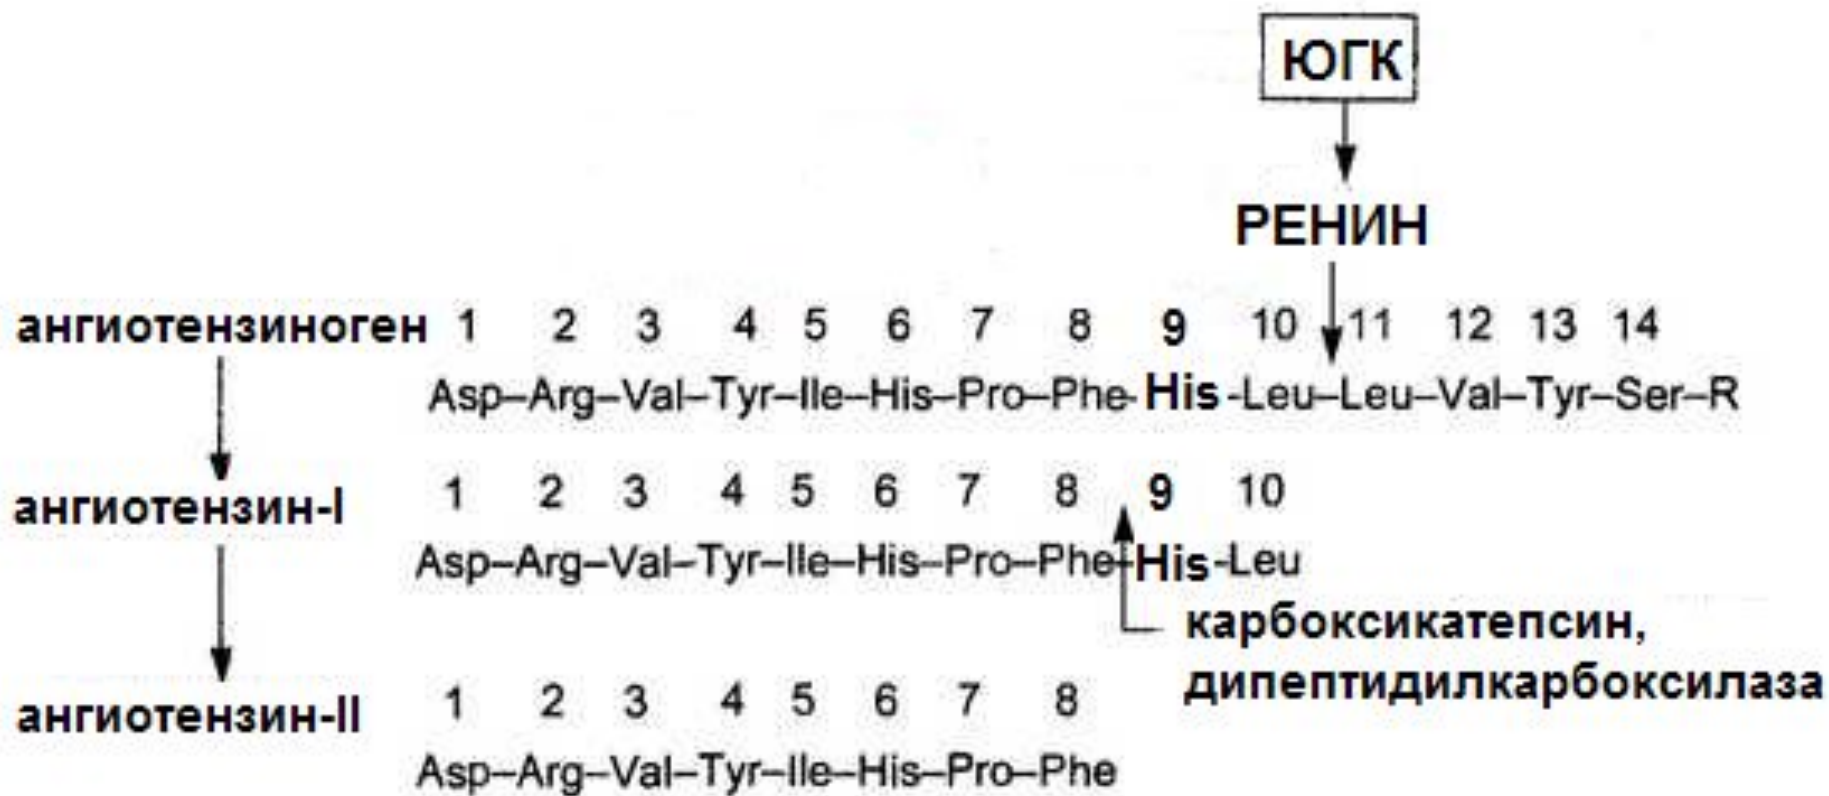 ЮГК
РЕНИН
ангиотензиноген 1 2 3 4 5 6 7 8 9 10 11 12 13 14
Asp–Arg–Val–Tyr–Ile–His–Pro–Phe-His-Leu–Leu–Val–Tyr–Ser–R
ангиотензин-I 1 2 3 4 5 6 7 8 9 10
Asp–Arg–Val–Tyr–Ile–His–Pro–Phe–His-Leu
карбоксикатепсин,
дипептидилкарбоксилаза
ангиотензин-II 1 2 3 4 5 6 7 8
Asp–Arg–Val–Tyr–Ile–His–Pro–Phe